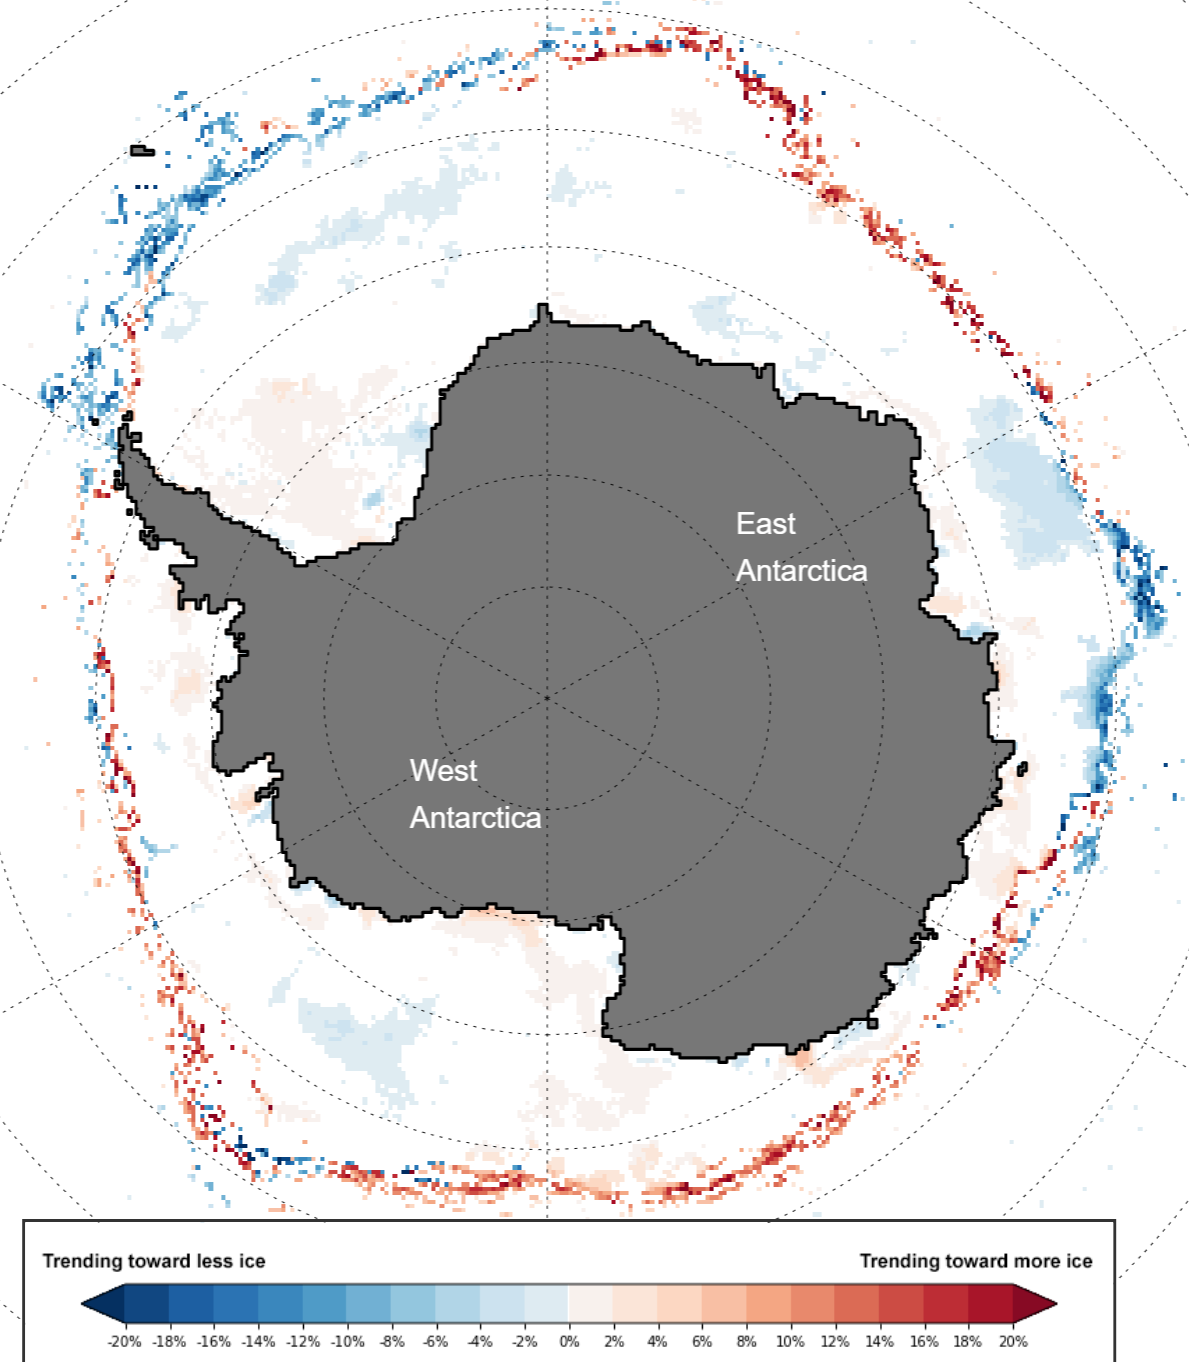 East
Antarctica
West
Antarctica
Trending toward less ice
Trending toward more ice
-20% -18% -16% -14% -12% -10% -8% -6% -4% -2% 0% 2% 4% 6% 8% 10% 12% 14% 16% 18% 20%